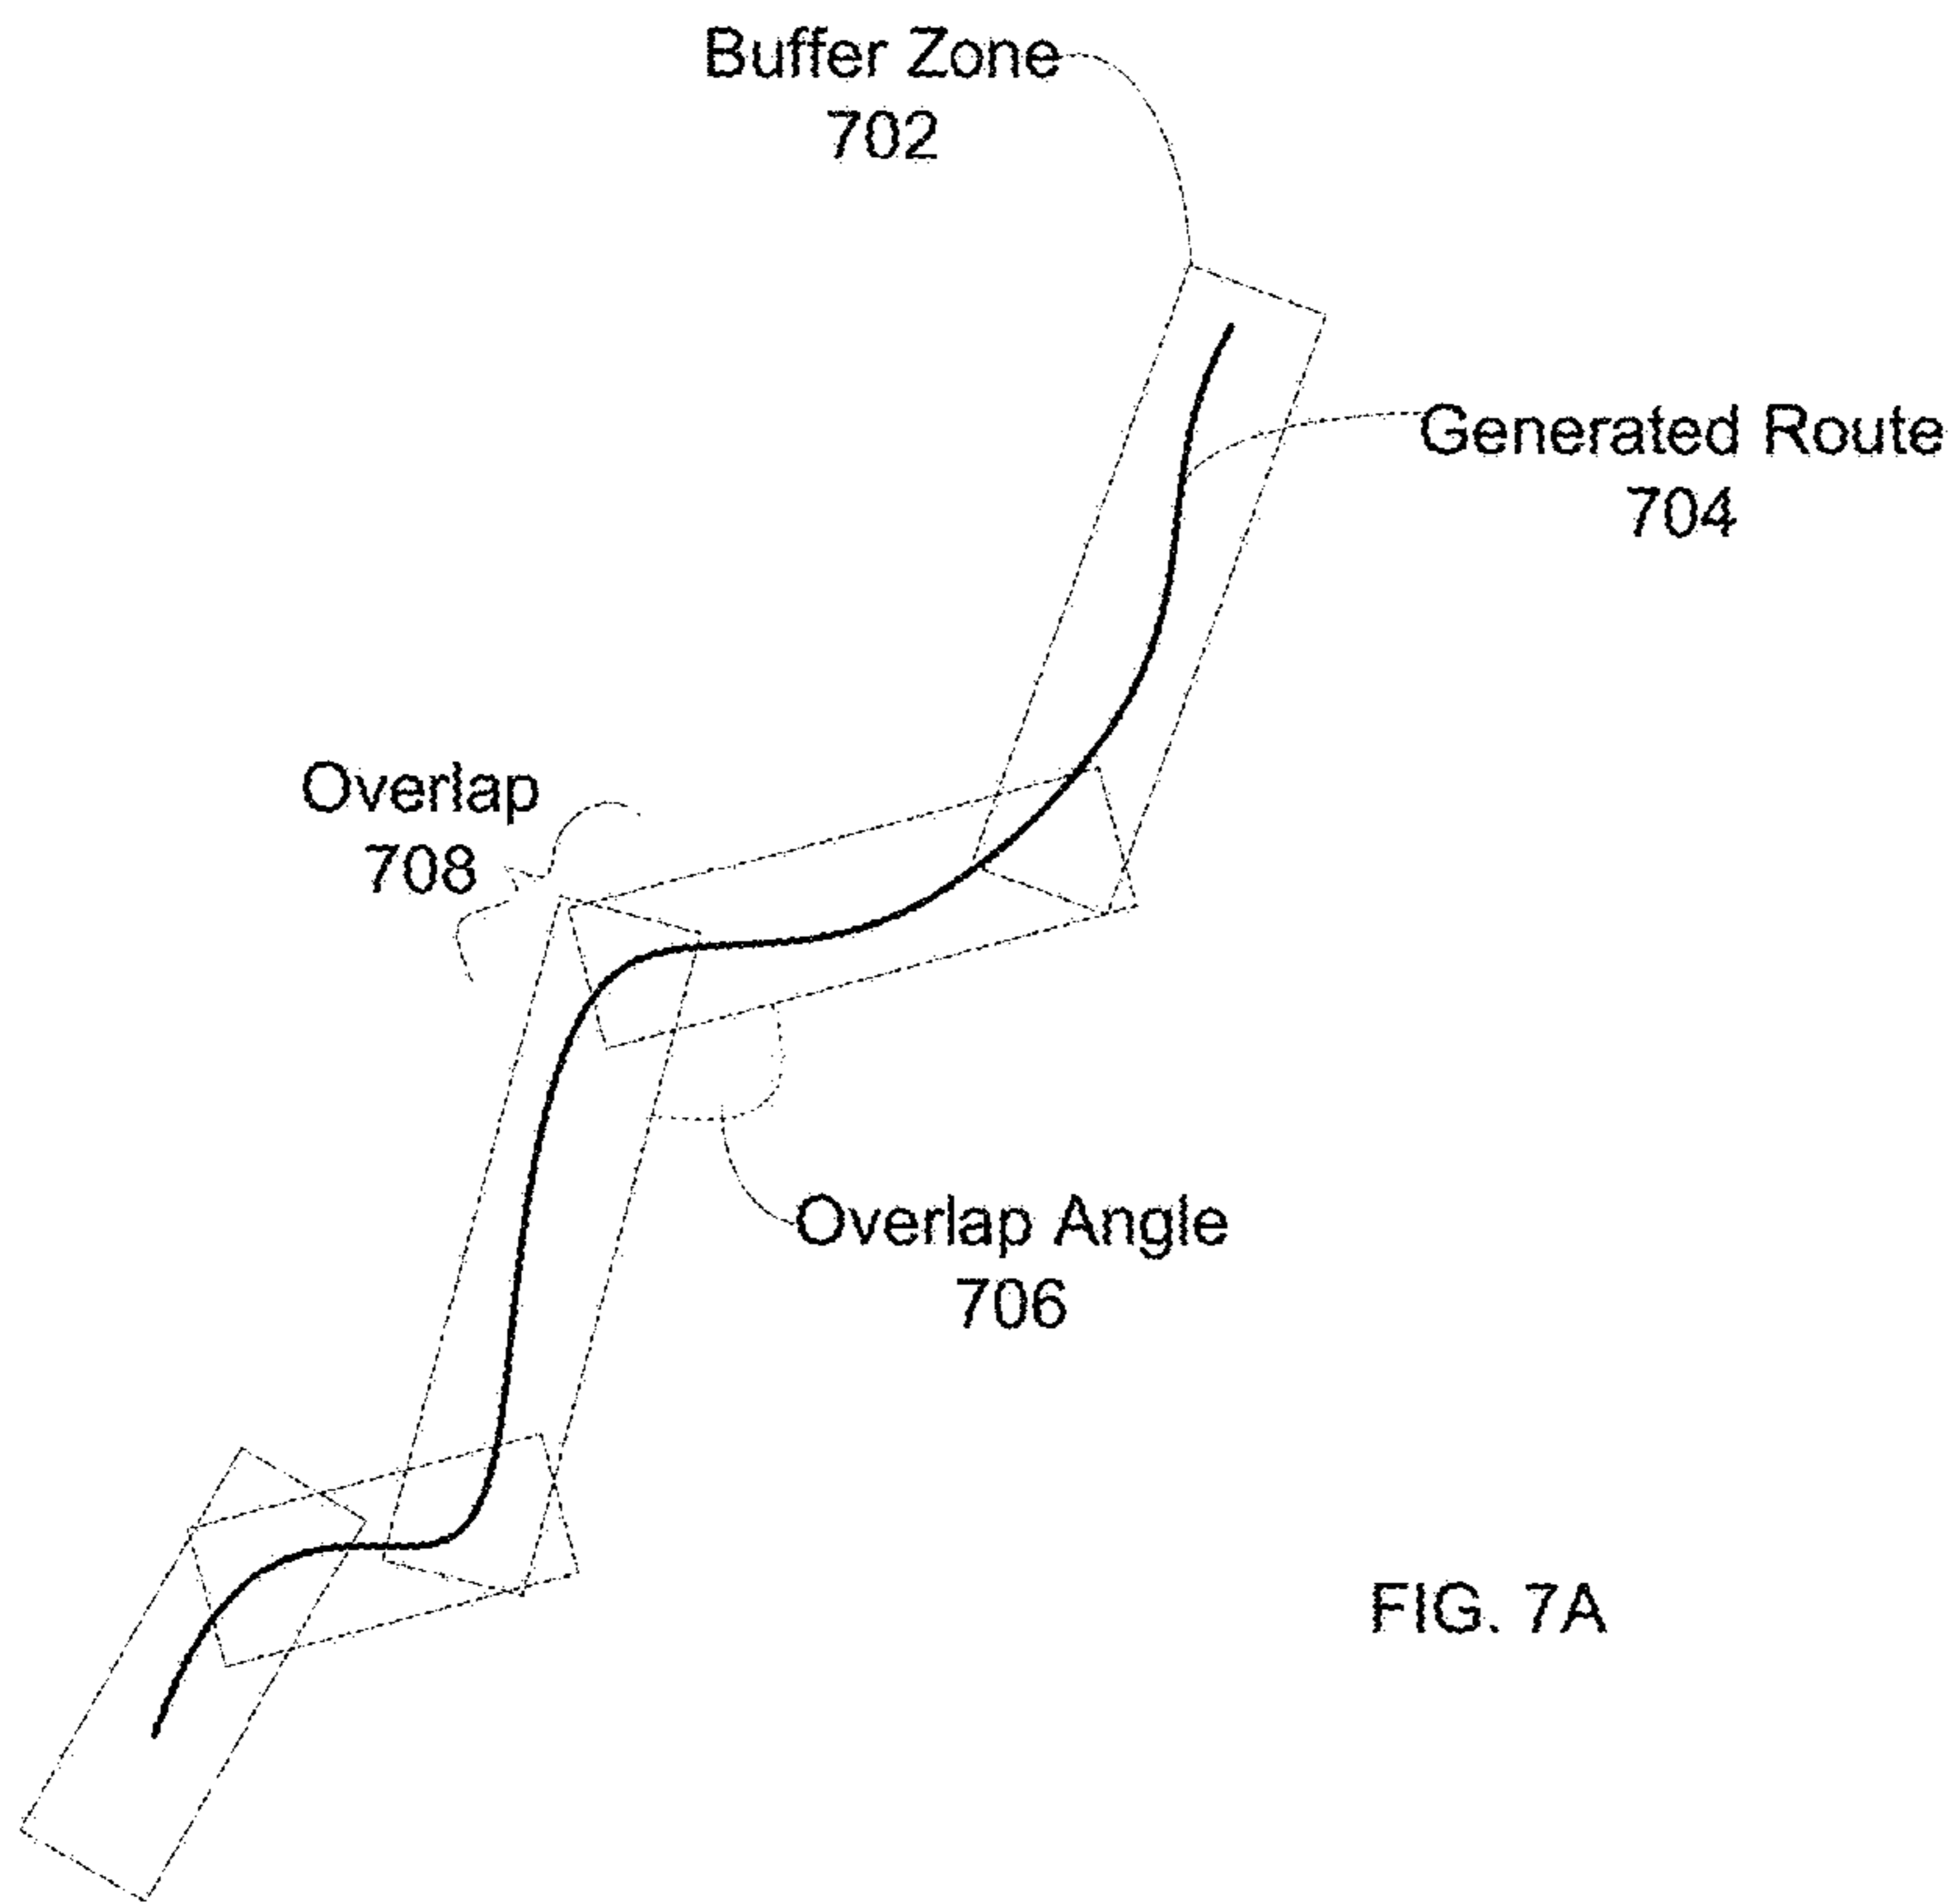 Buffer Zone
702
Generated Route
704
Overlap
708
Overlap Angle
706
FIG. 7A